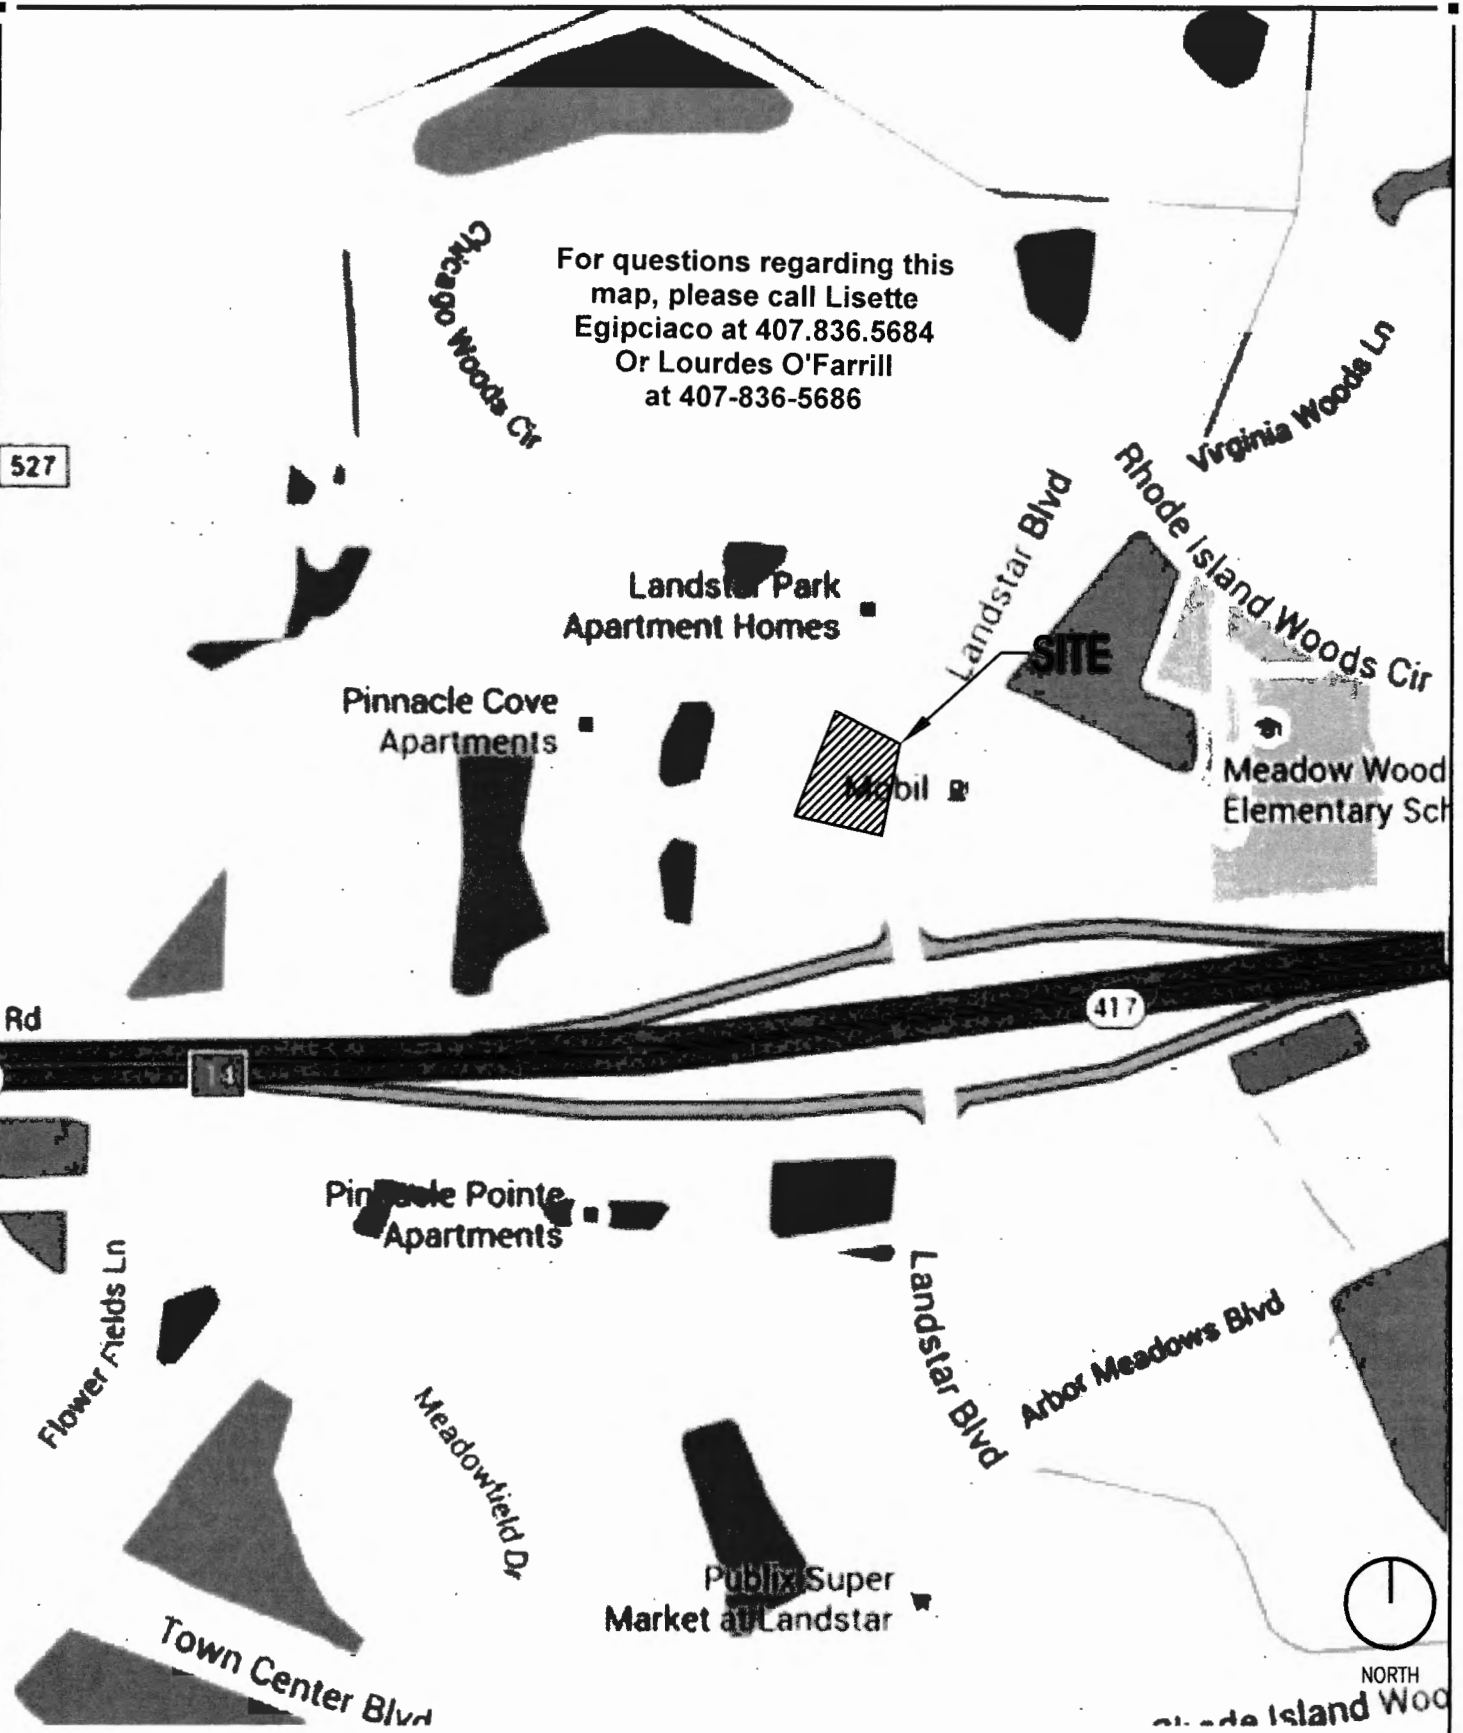 Chicago Woods Cir
For questions regarding this
map, please call Lisette
Egipciaco at 407.836.5684
Or Lourdes O'Farrill
at 407-836-5686
Virginia Woods Ln
527
Rhode Island Woods Cir
Landstar Blvd
Landstar Park
Apartment Homes
SITE
Pinnacle Cove
Apartments
Mobil
Meadow Wood
Elementary Sch
417
Rd
14
Pinnacle Pointe
Apartments
Flower Fields Ln
Landstar Blvd
Arbor Meadows Blvd
Meadowfield Dr
Publix Super
Market at Landstar
Town Center Blvd
NORTH
Rhode Island Woo